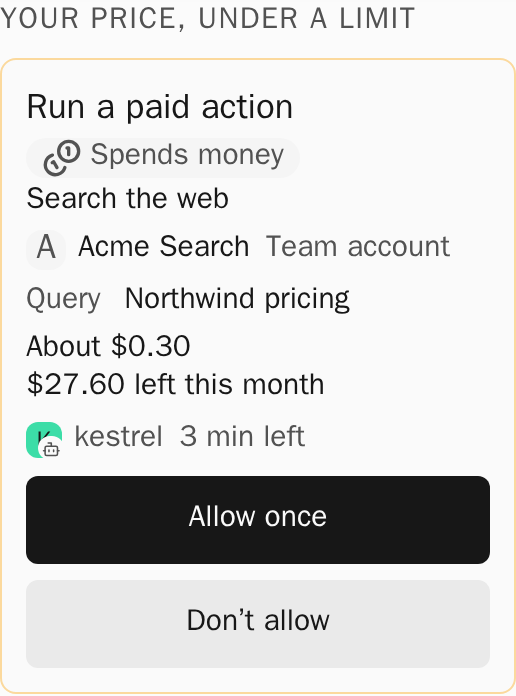 YOUR PRICE, UNDER A LIMIT
Run a paid action
Spends money
Search the web
A Acme Search Team account
Query Northwind pricing
About $0.30
$27.60 left this month
kestrel 3 min left
Allow once
Don’t allow